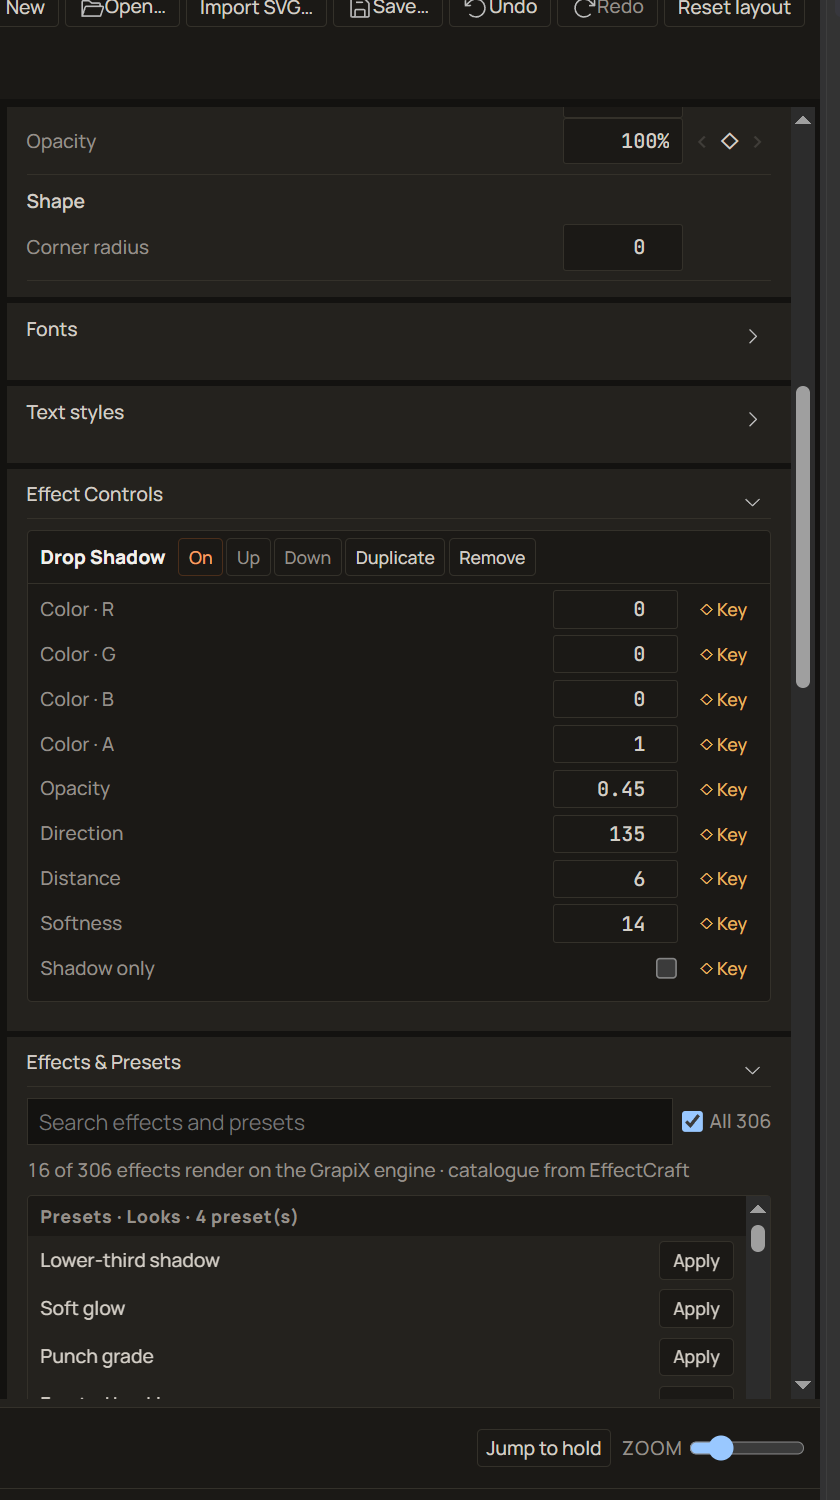 New Open... Import SVG... Save... Undo Redo Reset layout
Opacity 100%
Shape
Corner radius 0
Fonts
Text styles
Effect Controls
Drop Shadow On Up Down Duplicate Remove
Color · R 0 Key
Color · G 0 Key
Color · B 0 Key
Color · A 1 Key
Opacity 0.45 Key
Direction 135 Key
Distance 6 Key
Softness 14 Key
Shadow only Key
Effects & Presets
Search effects and presets All 306
16 of 306 effects render on the GrapiX engine · catalogue from EffectCraft
Presets · Looks · 4 preset(s)
Lower-third shadow Apply
Soft glow Apply
Punch grade Apply
Jump to hold ZOOM